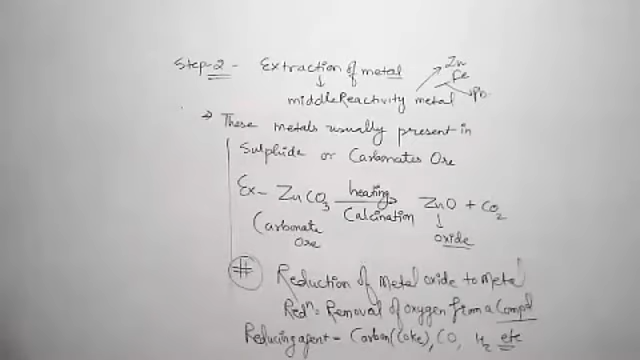 Step-2 - Extraction of metal
↓
middle Reactivity metal → Zn
Fe
→ Pb
→ These metals usually present in
Sulphide or Carbonates Ore
Ex - ZnCO3 heating → ZnO + CO2
Calcination ↓
Carbonate oxide
Ore
# Reduction of Metal oxide to Metal
Redn = Removal of oxygen from a Compd
Reducing agent = Carbon (Coke), CO, H2 etc